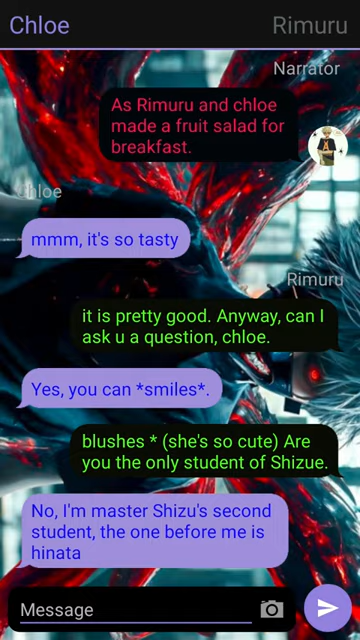 Chloe
Rimuru
Narrator
As Rimuru and chloe
made a fruit salad for
breakfast.
Chloe
mmm, it's so tasty
Rimuru
it is pretty good. Anyway, can I
ask u a question, chloe.
Yes, you can *smiles*.
blushes * (she's so cute) Are
you the only student of Shizue.
No, I'm master Shizu's second
student, the one before me is
hinata
Message